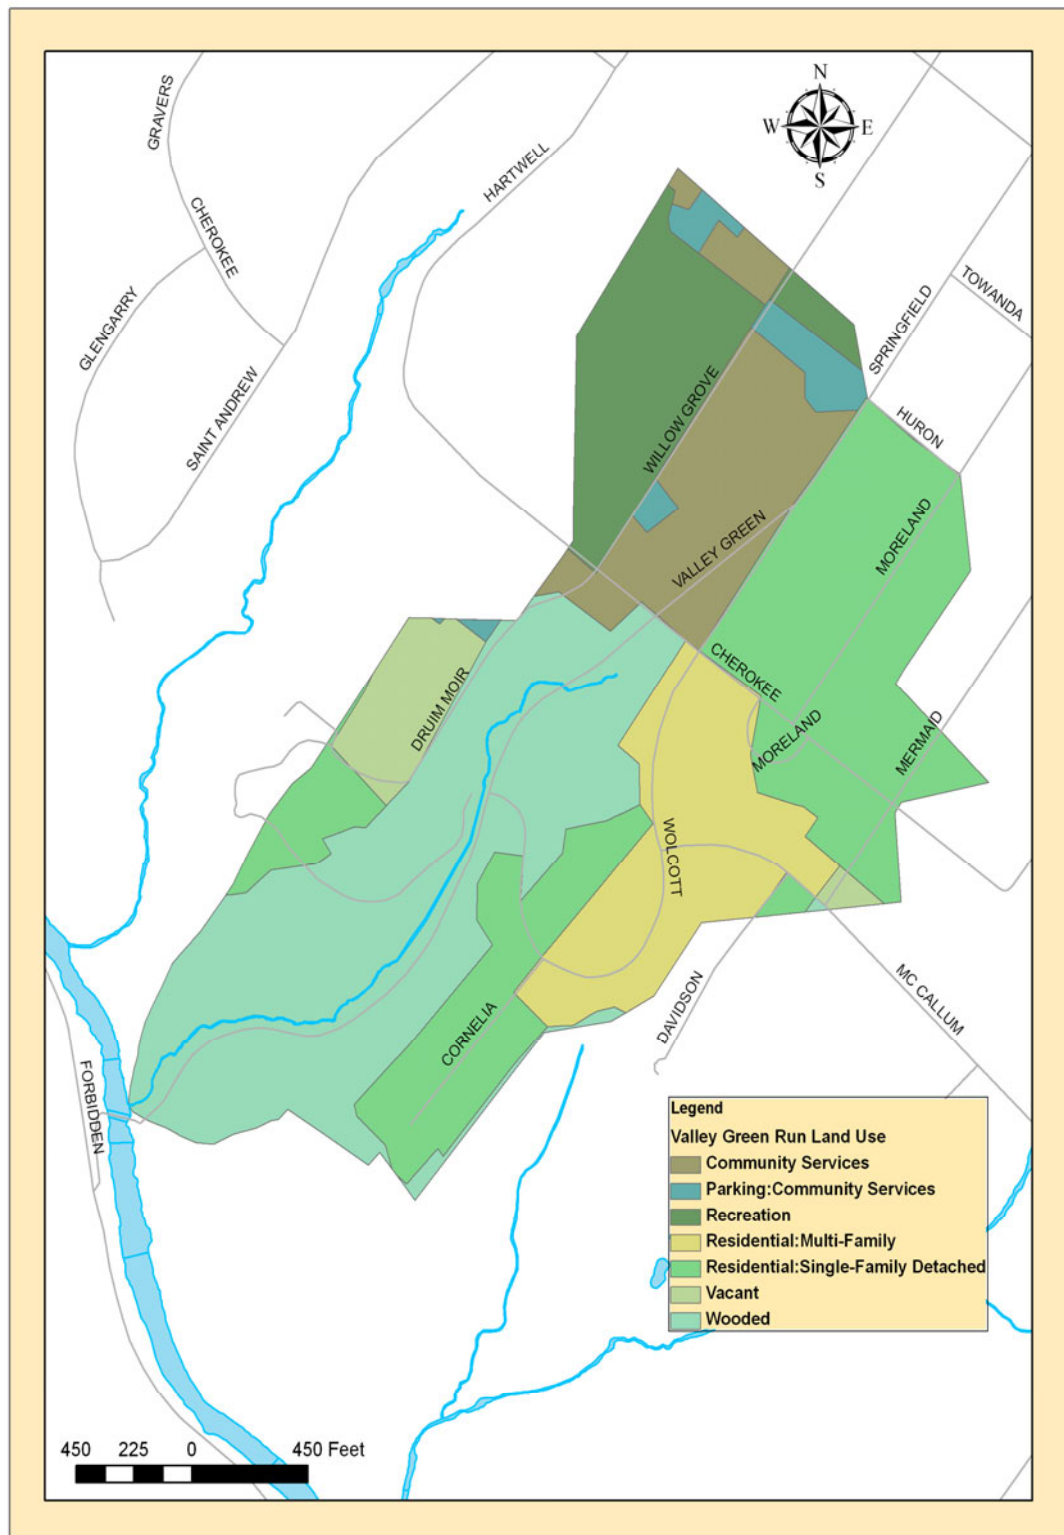 N
W
E
S
GRAVERS
HARTWELL
CHEROKEE
TOWANDA
GLENGARRY
SPRINGFIELD
SAINT ANDREW
WILLOW GROVE
HURON
VALLEY GREEN
MORELAND
CHEROKEE
DRUIM MOIR
MORELAND
MERMAID
WOLCOTT
MC CALLUM
DAVIDSON
CORNELIA
FORBIDDEN
Legend
Valley Green Run Land Use
Community Services
Parking:Community Services
Recreation
Residential:Multi-Family
Residential:Single-Family Detached
Vacant
Wooded
450 225 0 450 Feet